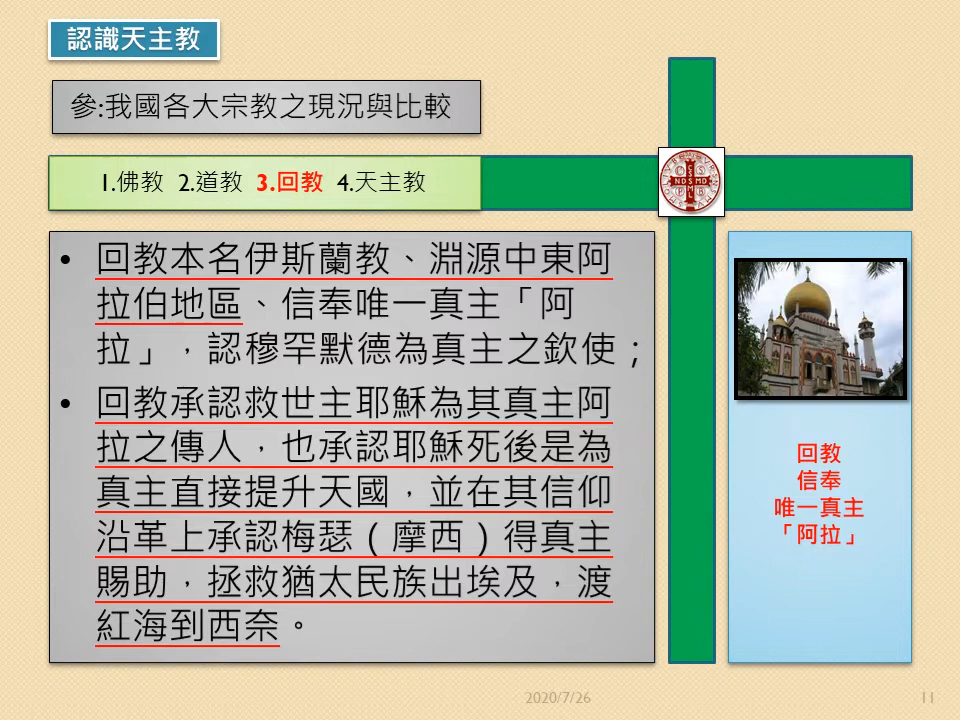 認識天主教
參:我國各大宗教之現況與比較
1.佛教 2.道教 3.回教 4.天主教
• 回教本名伊斯蘭教、淵源中東阿
拉伯地區、信奉唯一真主「阿
拉」，認穆罕默德為真主之欽使；
• 回教承認救世主耶穌為其真主阿
拉之傳人，也承認耶穌死後是為
真主直接提升天國，並在其信仰
沿革上承認梅瑟（摩西）得真主
賜助，拯救猶太民族出埃及，渡
紅海到西奈。
回教
信奉
唯一真主
「阿拉」
2020/7/26
11